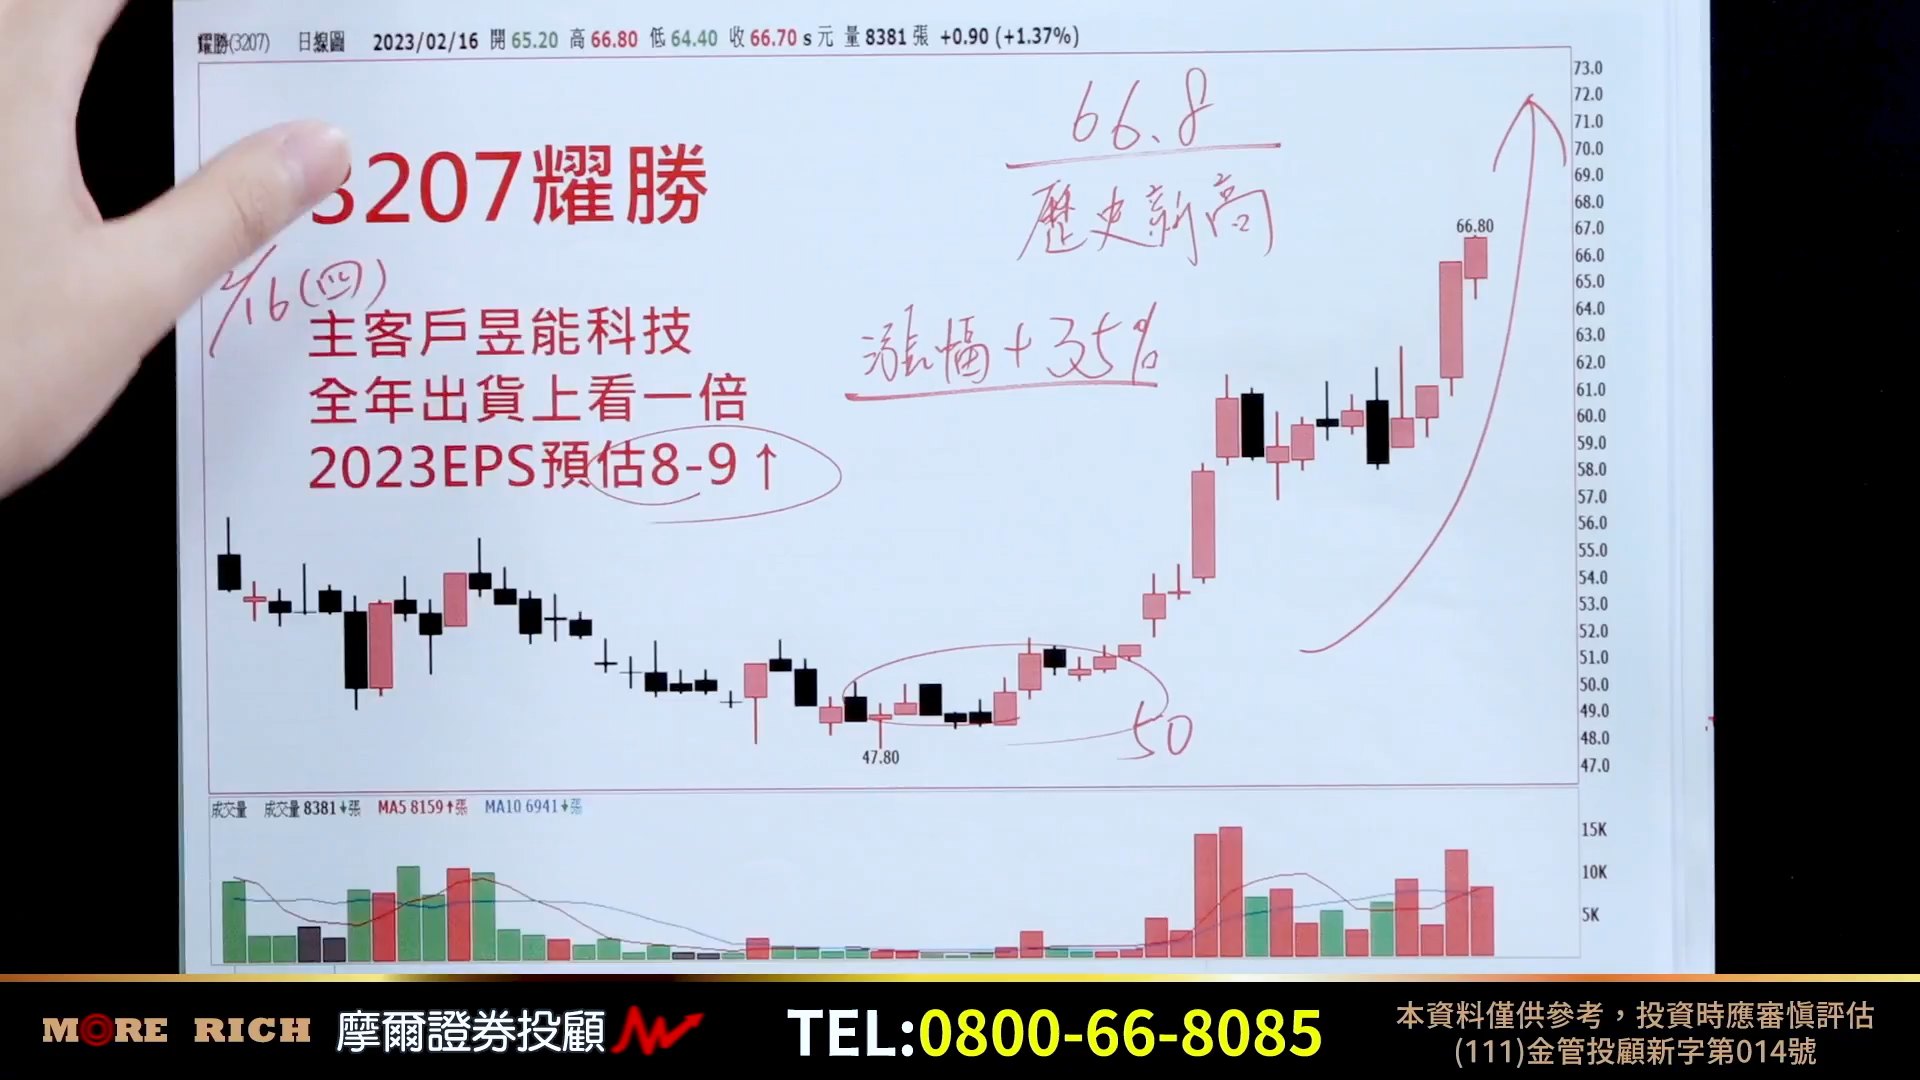 耀勝(3207) 日線圖 2023/02/16 開 65.20 高 66.80 低 64.40 收 66.70 s 元 量 8381 張 +0.90 (+1.37%)
3207耀勝
2/16(四)
主客戶昱能科技
全年出貨上看一倍
2023EPS預估8-9↑
66.8
歷史新高
漲幅+35%
66.80
50
47.80
73.0
72.0
71.0
70.0
69.0
68.0
67.0
66.0
65.0
64.0
63.0
62.0
61.0
60.0
59.0
58.0
57.0
56.0
55.0
54.0
53.0
52.0
51.0
50.0
49.0
48.0
47.0
成交量 成交量 8381↓張 MA5 8159↑張 MA10 6941↓張
15K
10K
5K
MORE RICH 摩爾證券投顧
TEL:0800-66-8085
本資料僅供參考，投資時應審慎評估
(111)金管投顧新字第014號